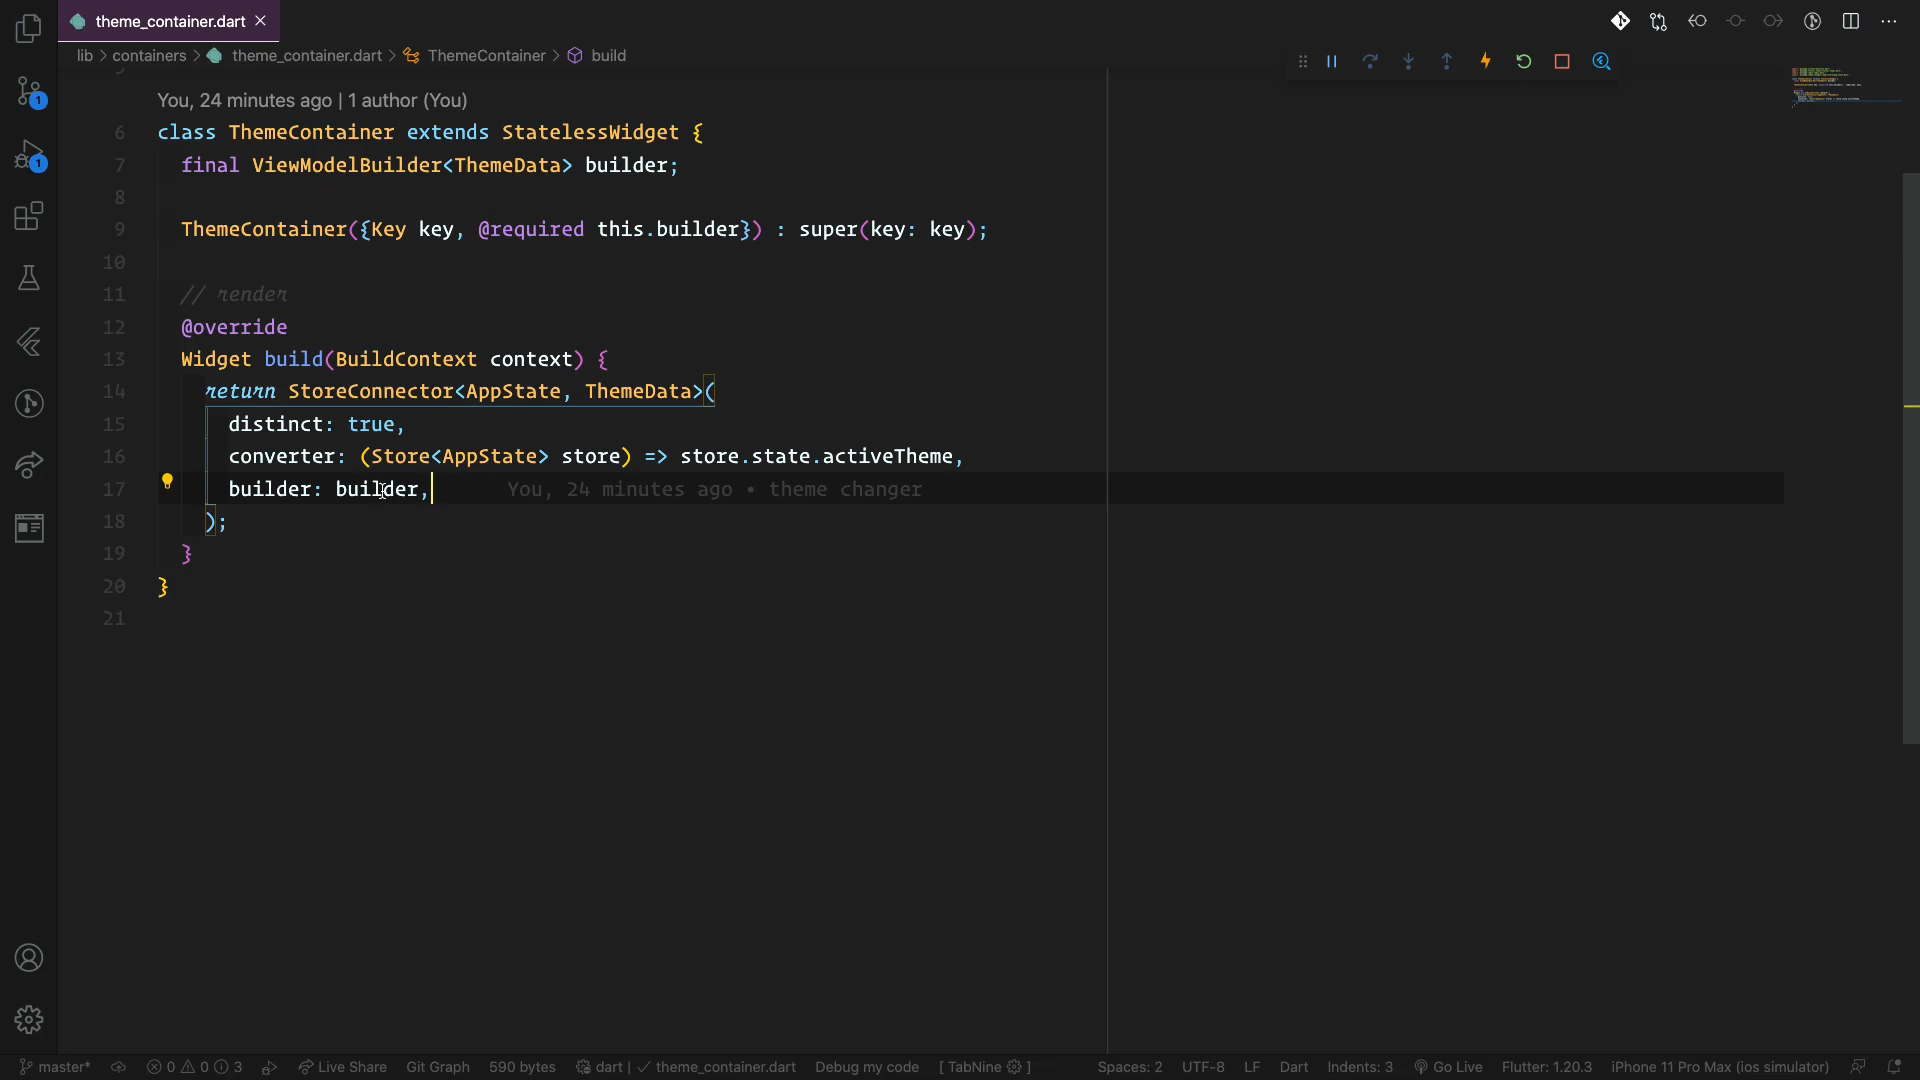 theme_container.dart
lib > containers > theme_container.dart > ThemeContainer > build
You, 24 minutes ago | 1 author (You)
6 class ThemeContainer extends StatelessWidget {
7 final ViewModelBuilder<ThemeData> builder;
8
9 ThemeContainer({Key key, @required this.builder}) : super(key: key);
10
11 // render
12 @override
13 Widget build(BuildContext context) {
14 return StoreConnector<AppState, ThemeData>(
15 distinct: true,
16 converter: (Store<AppState> store) => store.state.activeTheme,
17 builder: builder, You, 24 minutes ago • theme changer
18 );
19 }
20 }
21
1
1
master* 0 0 3 Live Share Git Graph 590 bytes dart | ✓ theme_container.dart Debug my code [ TabNine ] Spaces: 2 UTF-8 LF Dart Indents: 3 Go Live Flutter: 1.20.3 iPhone 11 Pro Max (ios simulator)